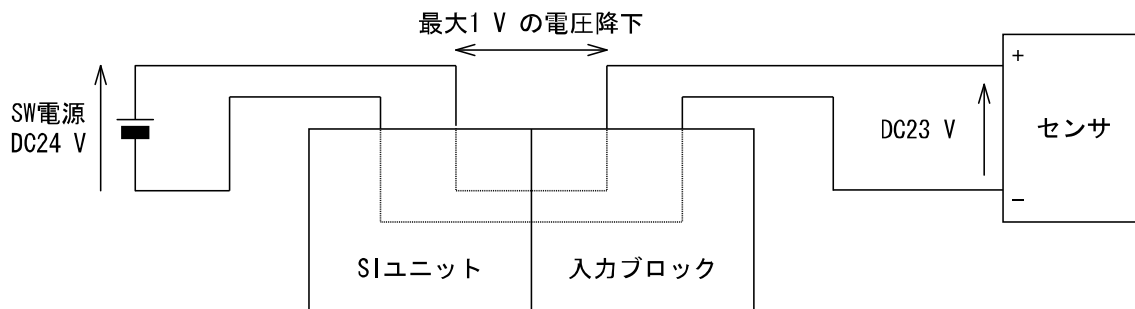 最大1 V の電圧降下
SW電源
DC24 V
+
DC23 V
センサ
−
SIユニット
入力ブロック